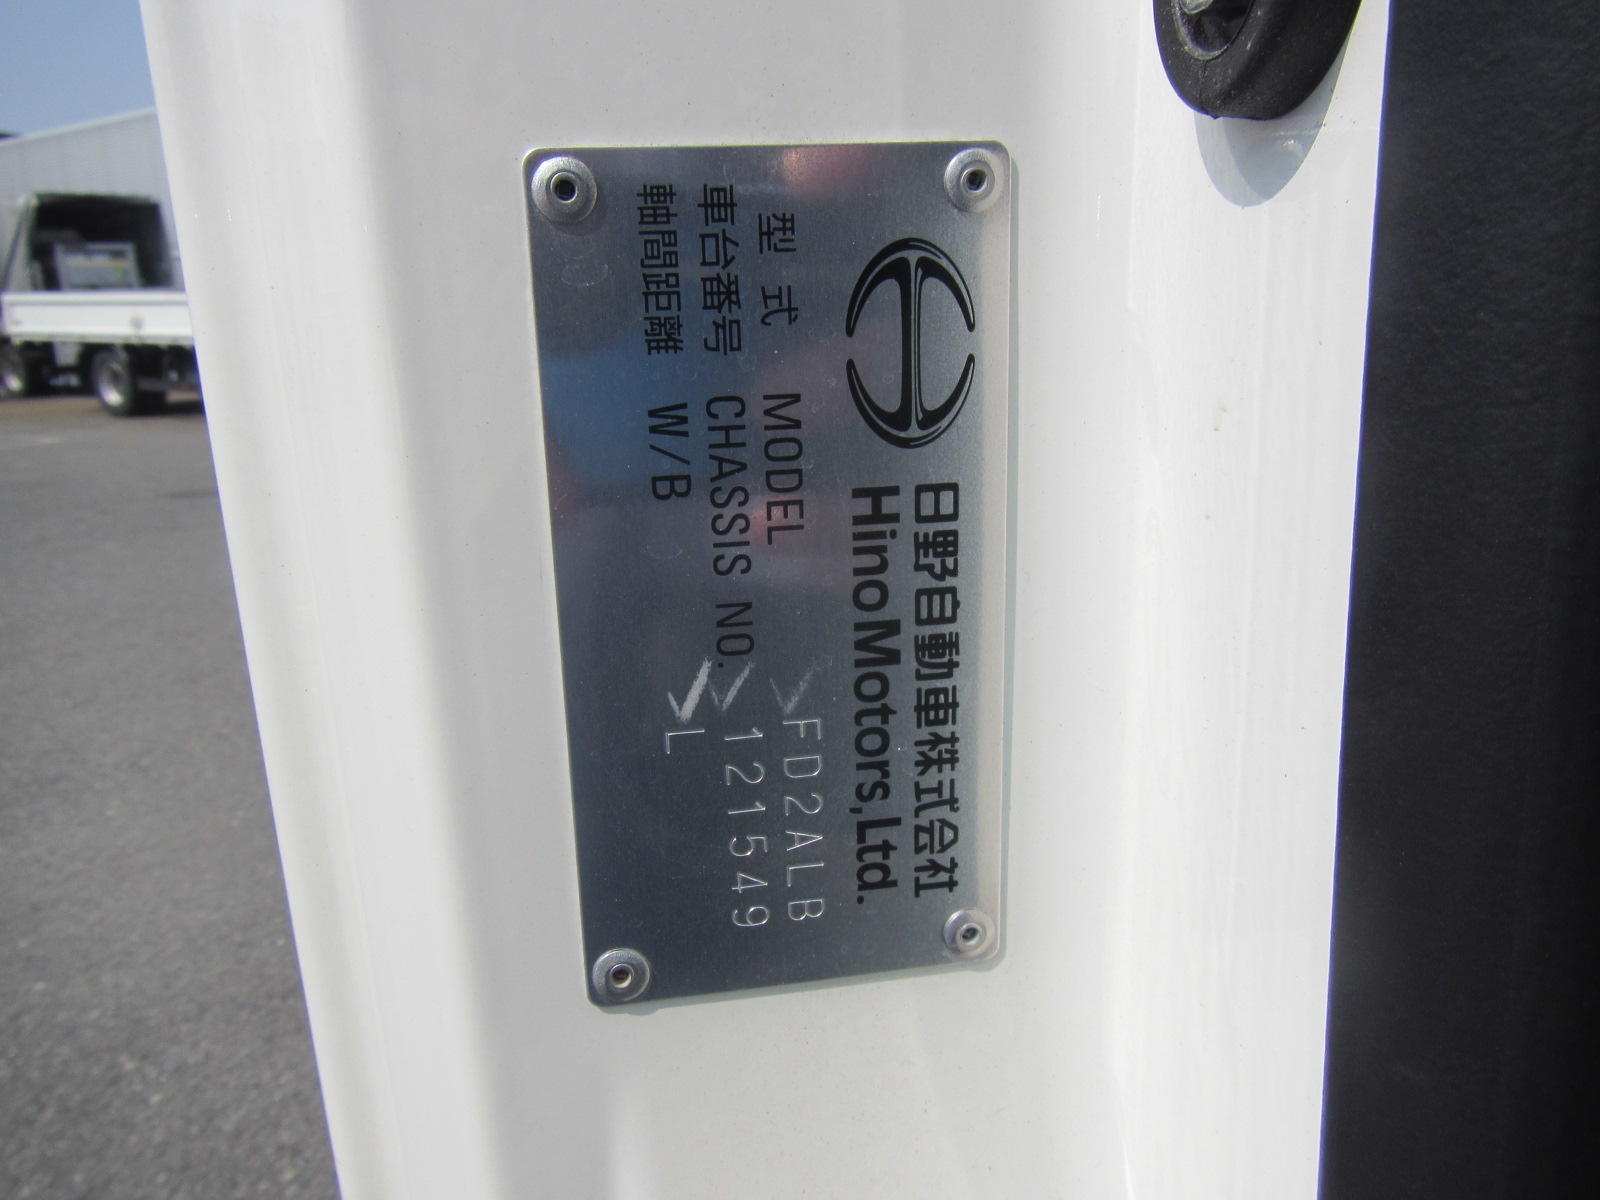 日野自動車株式会社
Hino Motors, Ltd.
型式 MODEL FD2ALB
車台番号 CHASSIS NO. 121549
軸間距離 W/B L